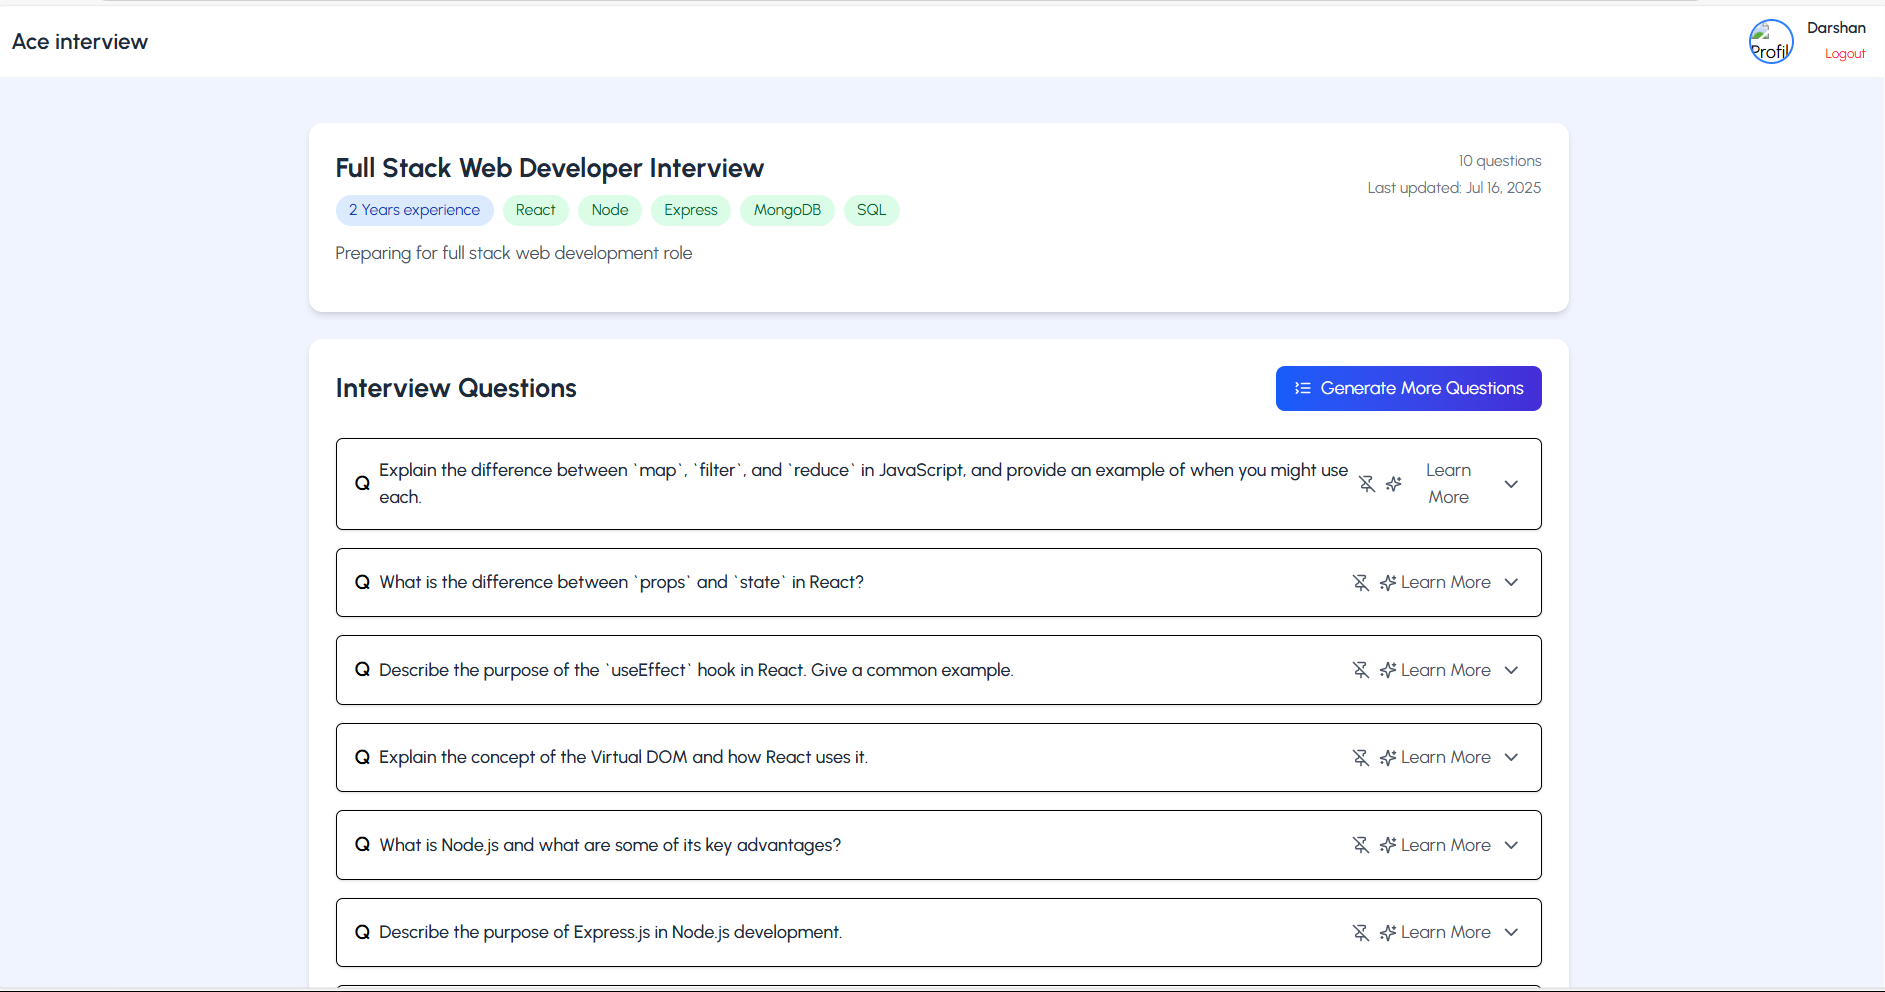 Ace interview
Profil
Darshan
Logout
Full Stack Web Developer Interview
10 questions
Last updated: Jul 16, 2025
2 Years experience React Node Express MongoDB SQL
Preparing for full stack web development role
Interview Questions
Generate More Questions
Q Explain the difference between `map`, `filter`, and `reduce` in JavaScript, and provide an example of when you might use
each.
Learn
More
Q What is the difference between `props` and `state` in React? Learn More
Q Describe the purpose of the `useEffect` hook in React. Give a common example. Learn More
Q Explain the concept of the Virtual DOM and how React uses it. Learn More
Q What is Node.js and what are some of its key advantages? Learn More
Q Describe the purpose of Express.js in Node.js development. Learn More